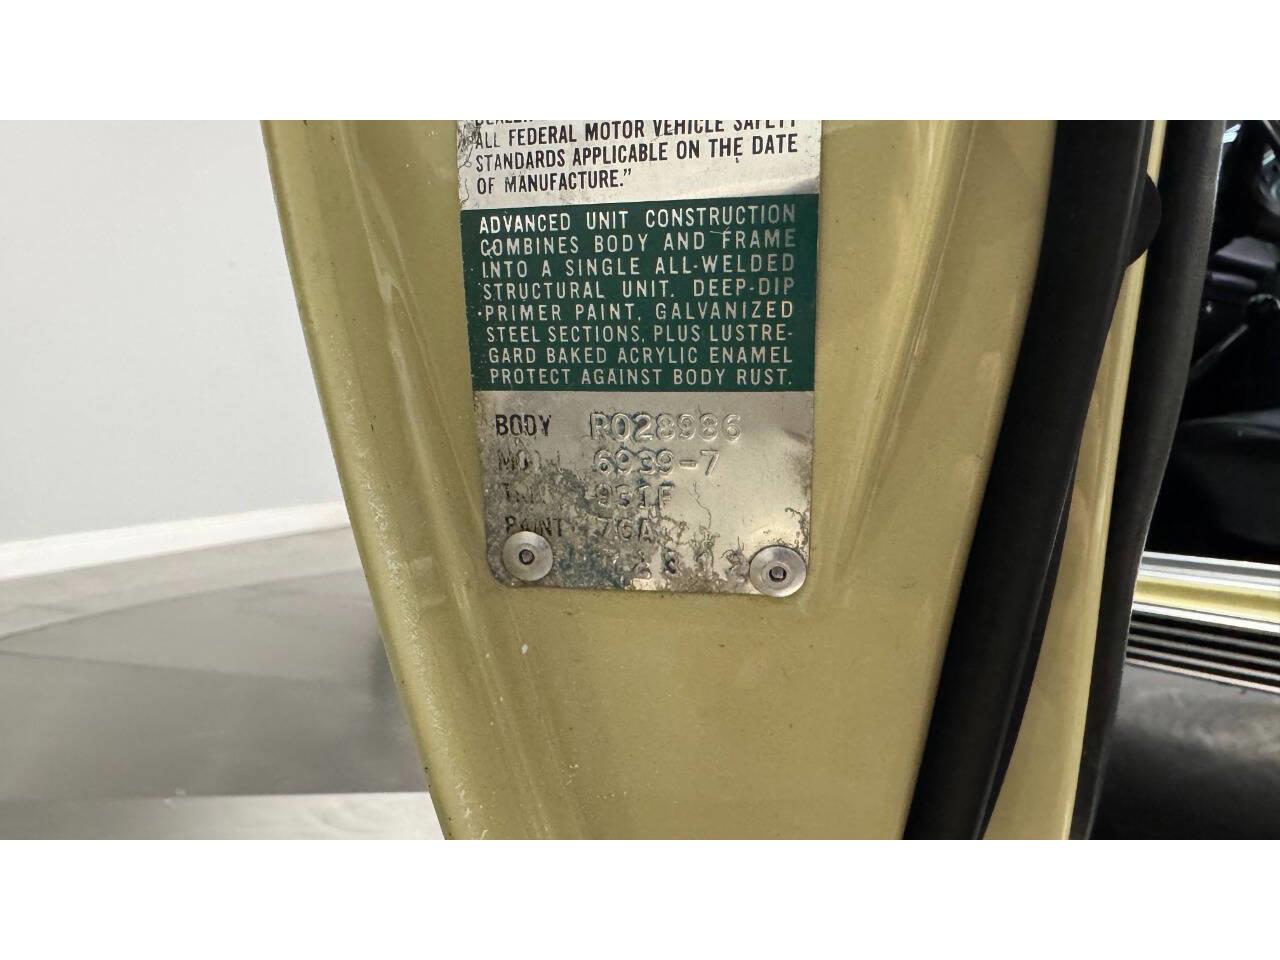 ALL FEDERAL MOTOR VEHICLE SAFETY
STANDARDS APPLICABLE ON THE DATE
OF MANUFACTURE."
ADVANCED UNIT CONSTRUCTION
COMBINES BODY AND FRAME
INTO A SINGLE ALL-WELDED
STRUCTURAL UNIT. DEEP-DIP
PRIMER PAINT, GALVANIZED
STEEL SECTIONS, PLUS LUSTRE-
GARD BAKED ACRYLIC ENAMEL
PROTECT AGAINST BODY RUST.
BODY R028986
6939-7
PAINT